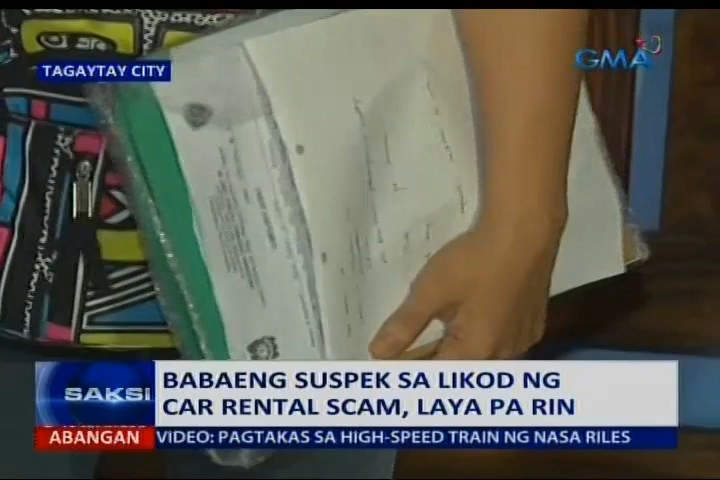 TAGAYTAY CITY
GMA
SAKSI
BABAENG SUSPEK SA LIKOD NG
CAR RENTAL SCAM, LAYA PA RIN
ABANGAN
VIDEO: PAGTAKAS SA HIGH-SPEED TRAIN NG NASA RILES